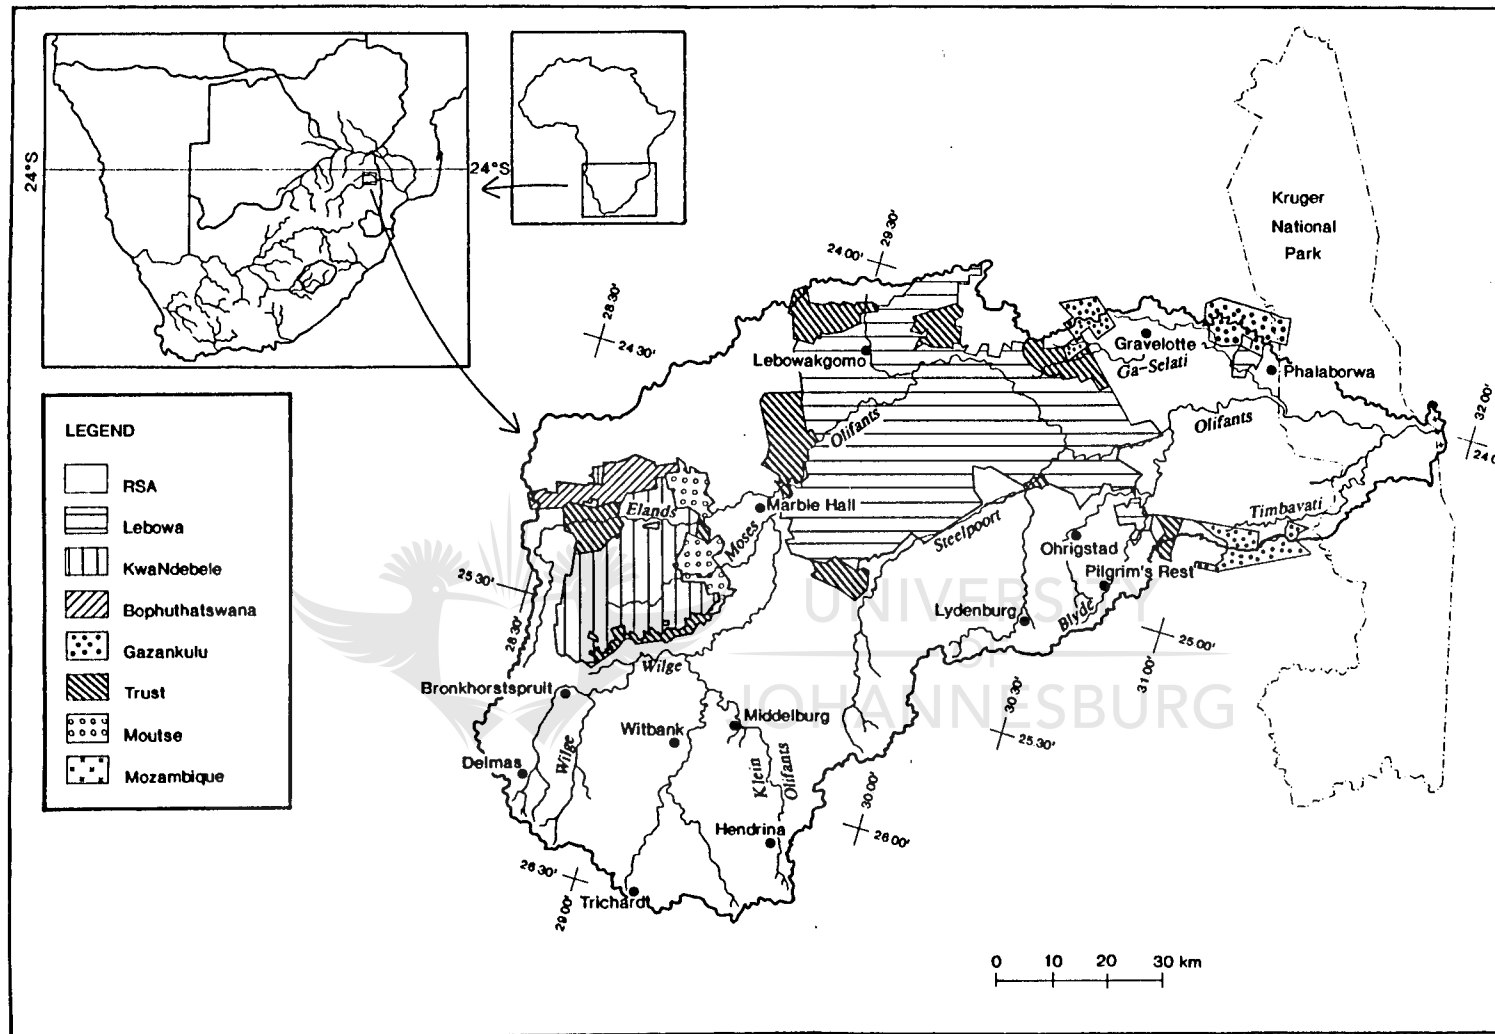 24°S
24°S
Kruger
National
Park
24 00'
29 30'
28 30'
24 30'
Lebowakgomo
Gravelotte
Ga-Selati
Phalaborwa
Olifants
Olifants
32 00'
LEGEND
RSA
Lebowa
KwaNdebele
Bophuthatswana
Gazankulu
Trust
Moutse
Mozambique
Elands
Marble Hall
Moses
Steelpoort
Timbavati
Ohrigstad
Pilgrim's Rest
25 30'
28 30'
Lydenburg
Blyde
25 00'
31 00'
UNIVERSITY
OF
JOHANNESBURG
Wilge
Bronkhorstspruit
Witbank
Middelburg
30 30'
25 30'
Delmas
Wilge
Klein
Olifants
30 00'
26 00'
Hendrina
26 30'
29 00'
Trichardt
0 10 20 30 km